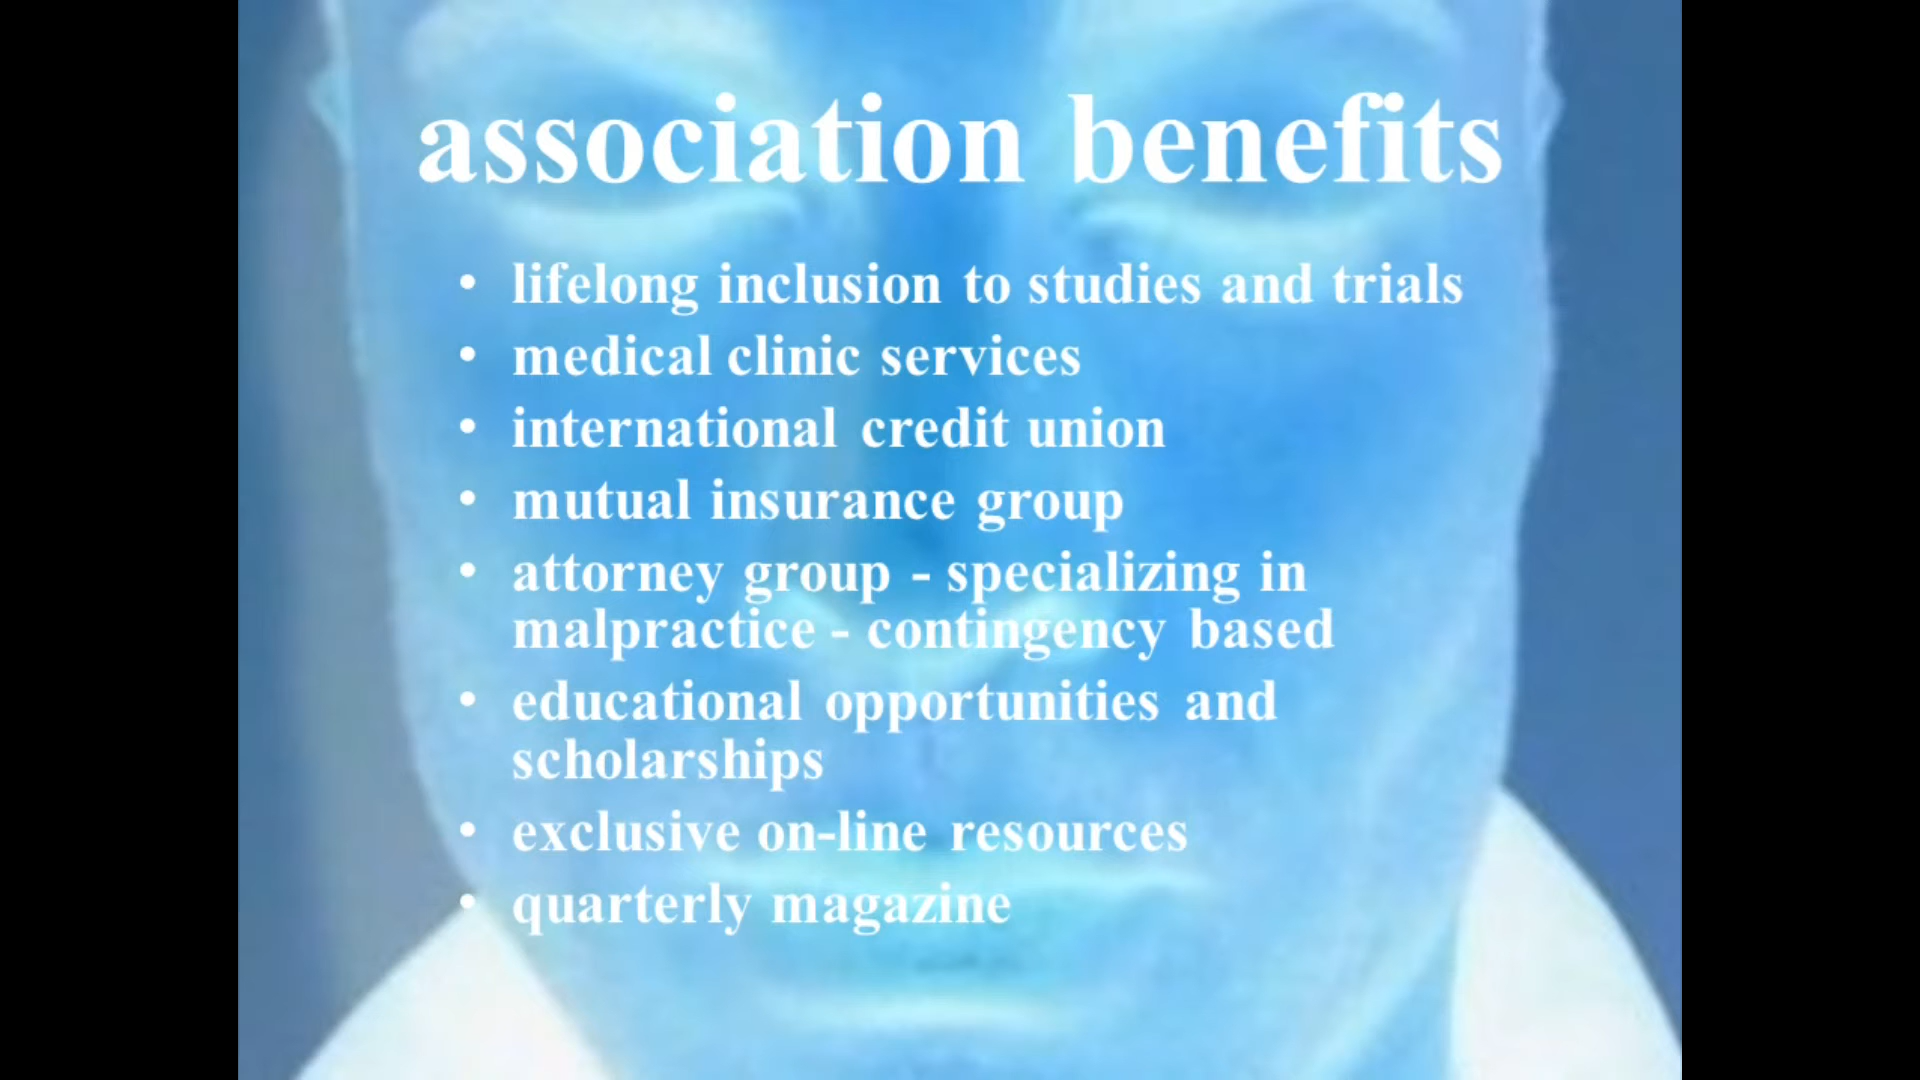 association benefits
• lifelong inclusion to studies and trials
• medical clinic services
• international credit union
• mutual insurance group
• attorney group - specializing in
malpractice - contingency based
• educational opportunities and
scholarships
• exclusive on-line resources
• quarterly magazine